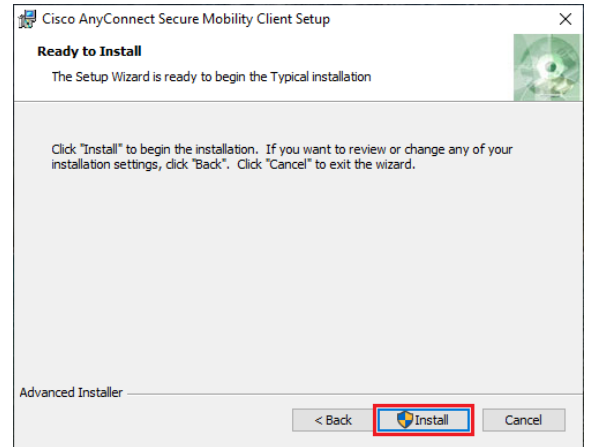 Cisco AnyConnect Secure Mobility Client Setup
Ready to Install
The Setup Wizard is ready to begin the Typical installation
Click "Install" to begin the installation. If you want to review or change any of your
installation settings, click "Back". Click "Cancel" to exit the wizard.
Advanced Installer
< Back
Install
Cancel